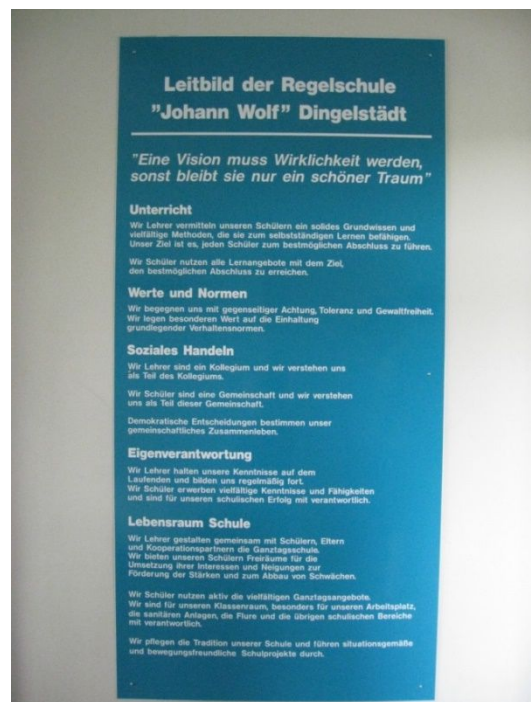 Leitbild der Regelschule
"Johann Wolf" Dingelstädt
"Eine Vision muss Wirklichkeit werden,
sonst bleibt sie nur ein schöner Traum"
Unterricht
Wir Lehrer vermitteln unseren Schülern ein solides Grundwissen und
vielfältige Methoden, die sie zum selbstständigen Lernen befähigen.
Unser Ziel ist es, jeden Schüler zum bestmöglichen Abschluss zu führen.
Wir Schüler nutzen alle Lernangebote mit dem Ziel,
den bestmöglichen Abschluss zu erreichen.
Werte und Normen
Wir begegnen uns mit gegenseitiger Achtung, Toleranz und Gewaltfreiheit.
Wir legen besonderen Wert auf die Einhaltung
grundlegender Verhaltensnormen.
Soziales Handeln
Wir Lehrer sind ein Kollegium und wir verstehen uns
als Teil des Kollegiums.
Wir Schüler sind eine Gemeinschaft und wir verstehen
uns als Teil dieser Gemeinschaft.
Demokratische Entscheidungen bestimmen unser
gemeinschaftliches Zusammenleben.
Eigenverantwortung
Wir Lehrer halten unsere Kenntnisse auf dem
Laufenden und bilden uns regelmäßig fort.
Wir Schüler erwerben vielfältige Kenntnisse und Fähigkeiten
und sind für unseren schulischen Erfolg mit verantwortlich.
Lebensraum Schule
Wir Lehrer gestalten gemeinsam mit Schülern, Eltern
und Kooperationspartnern die Ganztagsschule.
Wir bieten unseren Schülern Freiräume für die
Umsetzung ihrer Interessen und Neigungen zur
Förderung der Stärken und zum Abbau von Schwächen.
Wir Schüler nutzen aktiv die vielfältigen Ganztagsangebote.
Wir sind für unseren Klassenraum, besonders für unseren Arbeitsplatz,
die sanitären Anlagen, die Flure und die übrigen schulischen Bereiche
mit verantwortlich.
Wir pflegen die Tradition unserer Schule und führen situationsgemäße
und bewegungsfreundliche Schulprojekte durch.